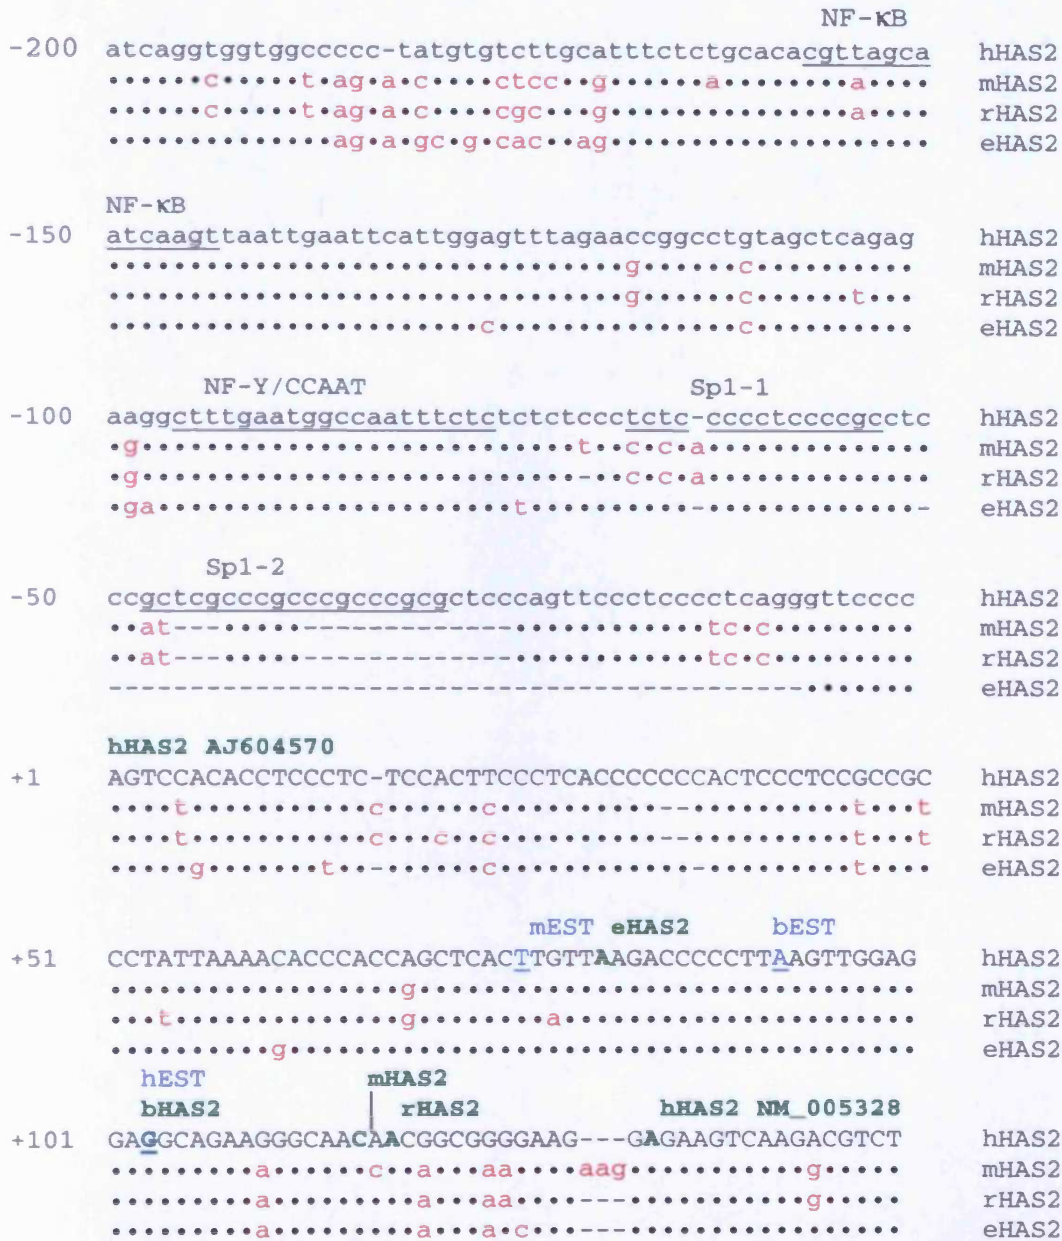 NF-κB
-200 atcaggtggtggccccc-tatgtgtcttgcatttctctgcacacgttagca hHAS2
••••••c•••••t•ag•a•c••••ctcc••g••••••a••••••••a•••• mHAS2
••••••c•••••t•ag•a•c••••cgc•••g•••••••••••••••a•••• rHAS2
••••••••••••••ag•a•gc•g•cac••ag•••••••••••••••••••• eHAS2
NF-κB
-150 atcaagttaattgaattcattggagtttagaaccggcctgtagctcagag hHAS2
••••••••••••••••••••••••••••••••g••••••c•••••••••• mHAS2
••••••••••••••••••••••••••••••••g••••••c••••••t••• rHAS2
•••••••••••••••••••••••c•••••••••••••••c•••••••••• eHAS2
NF-Y/CCAAT Sp1-1
-100 aaggctttgaatggccaatttctctctctccctctc-cccctccccgcctc hHAS2
•g•••••••••••••••••••••••••••t••c•c•a•••••••••••••• mHAS2
•g•••••••••••••••••••••••••••-••c•c•a•••••••••••••• rHAS2
•ga••••••••••••••••••••••t••••••••••-•••••••••••••- eHAS2
Sp1-2
-50 ccgctcgcccgcccgcccgcgctcccagttccctcccctcagggttcccc hHAS2
••at---•••••-------------••••••••••••tc•c••••••••• mHAS2
••at---•••••-------------••••••••••••tc•c••••••••• rHAS2
-------------------------------------------••••••• eHAS2
hHAS2 AJ604570
+1 AGTCCACACCTCCCTC-TCCACTTCCCTCACCCCCCCACTCCCTCCGCCGC hHAS2
••••t•••••••••••c••••••c••••••••••--••••••••••t•••t mHAS2
••••t•••••••••••c•••c••c••••••••••--••••••••••t•••t rHAS2
•••••g•••••••t••-••••••c••••••••••••-•••••••••t•••• eHAS2
mEST eHAS2 bEST
+51 CCTATTAAAACACCCACCAGCTCACTTGTTAAGACCCCCTTAAGTTGGAG hHAS2
••••••••••••••••••g••••••••••••••••••••••••••••••• mHAS2
•••t••••••••••••••g••••••••a•••••••••••••••••••••• rHAS2
••••••••••g••••••••••••••••••••••••••••••••••••••• eHAS2
hEST mHAS2
bHAS2 rHAS2 hHAS2 NM_005328
+101 GAGGCAGAAGGGCAACAACGGCGGGGAAG---GAGAAGTCAAGACGTCT hHAS2
•••••••••a••••••c••a•••aa••••aag•••••••••••g••••• mHAS2
•••••••••a•••••••••a•••aa••••---•••••••••••g••••• rHAS2
•••••••••a•••••••••a•••a•c•••---••••••••••••••••• eHAS2